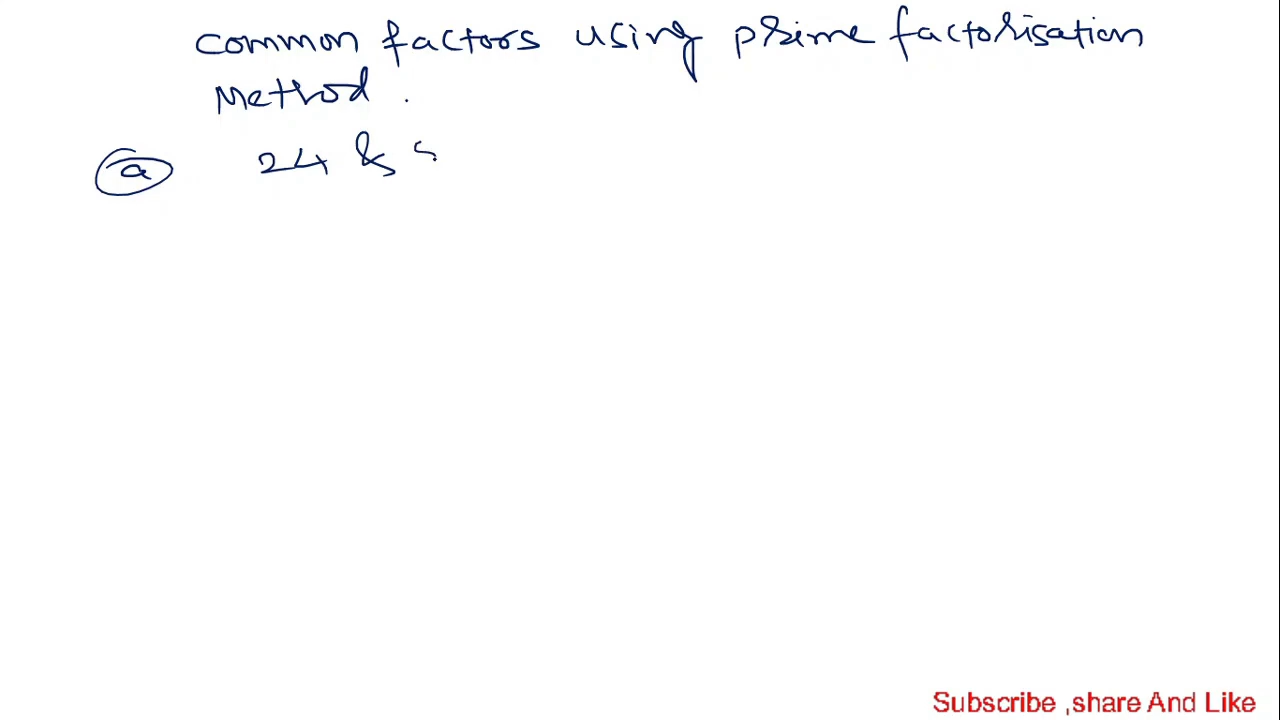 common factors using prime factorisation
Method .
a 24 &
Subscribe ,share And Like